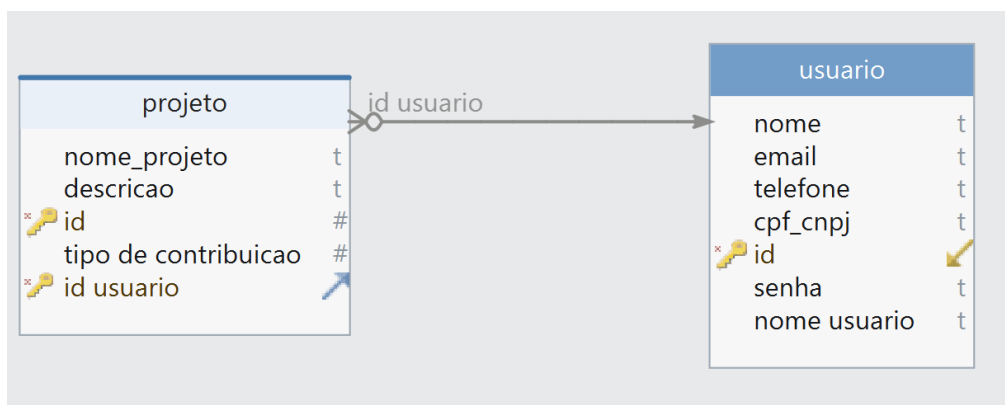 projeto
nome_projeto t
descricao t
id #
tipo de contribuicao #
id usuario
id usuario
usuario
nome t
email t
telefone t
cpf_cnpj t
id
senha t
nome usuario t